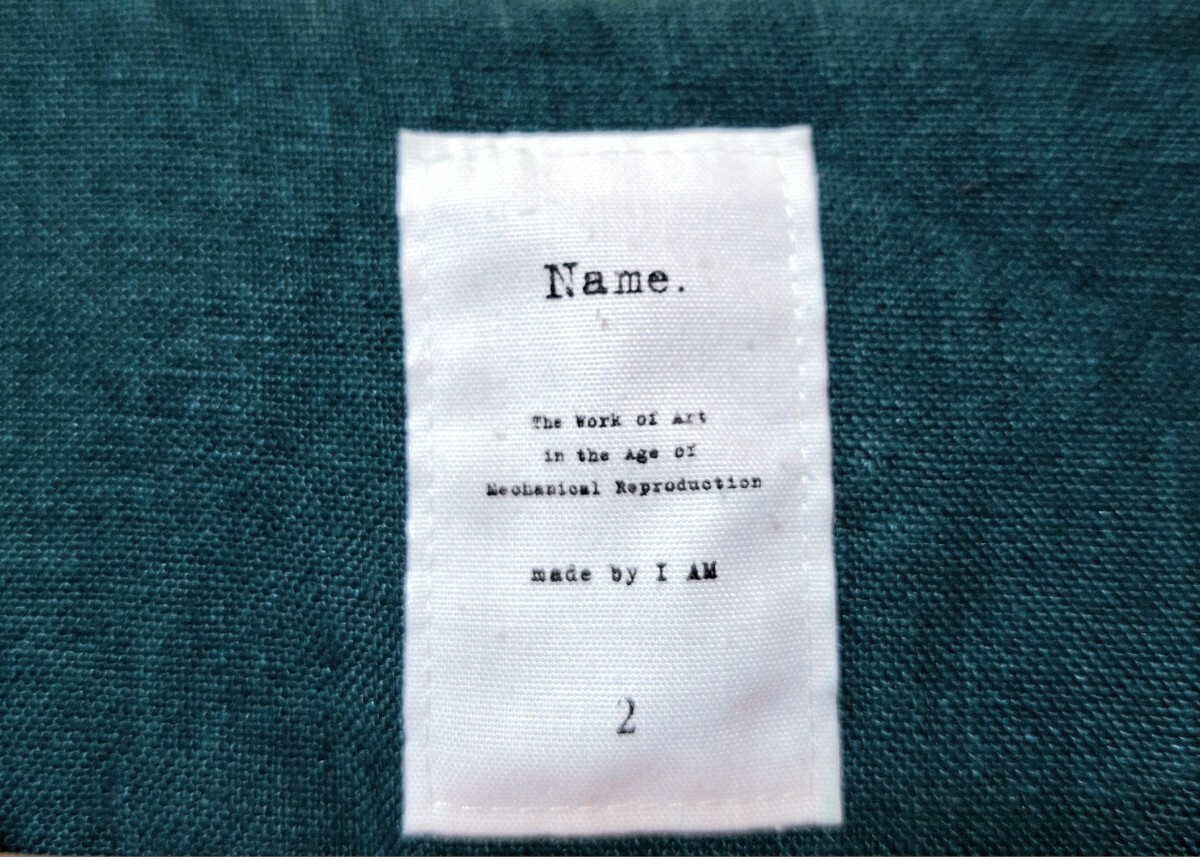 Name.
The Work of Art
in the Age of
Mechanical Reproduction
made by I AM
2